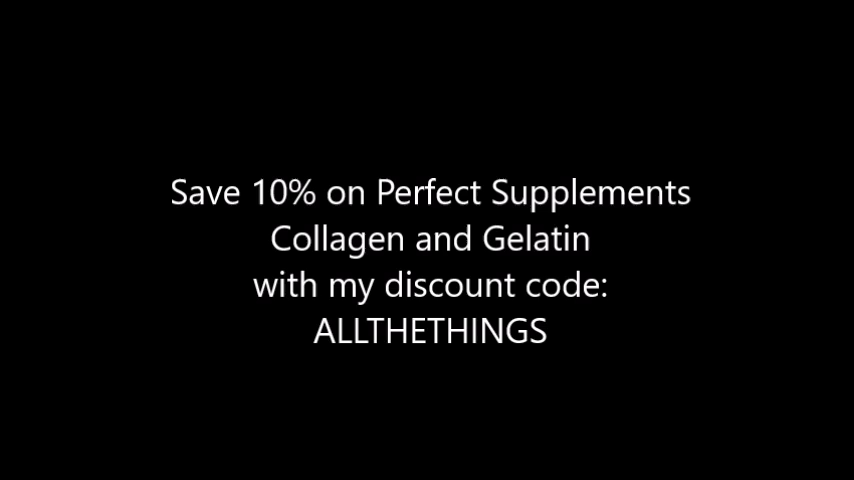 Save 10% on Perfect Supplements
Collagen and Gelatin
with my discount code:
ALLTHETHINGS